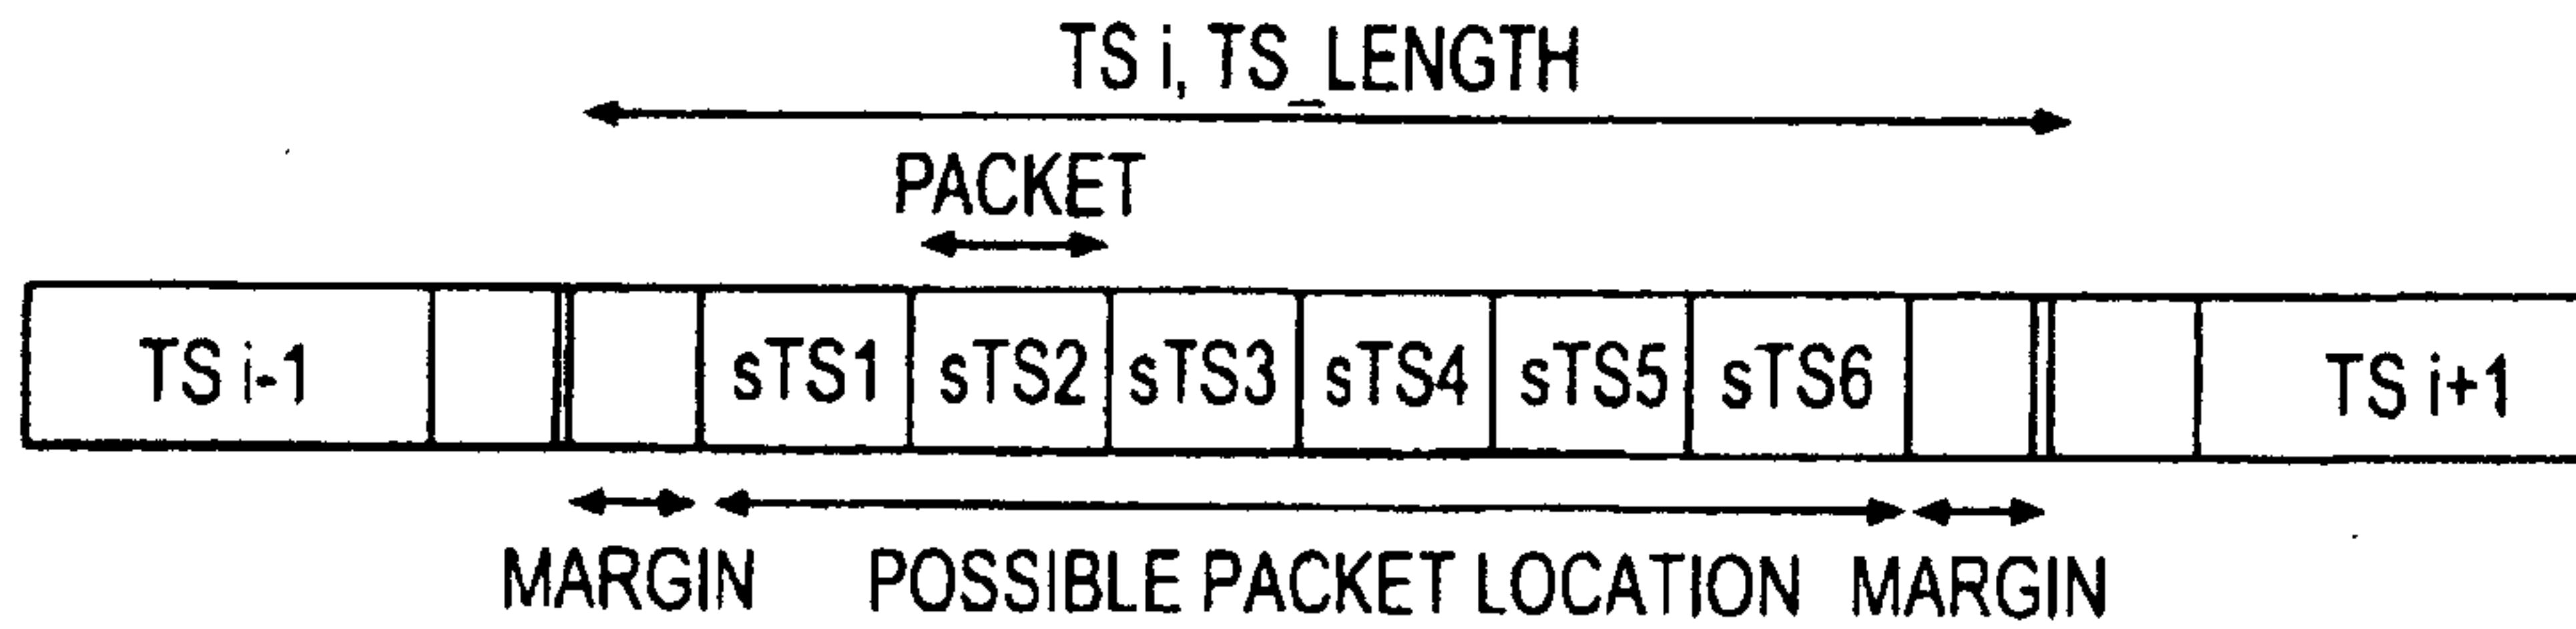 TS i, TS_LENGTH
PACKET
TS i-1 sTS1 sTS2 sTS3 sTS4 sTS5 sTS6 TS i+1
MARGIN POSSIBLE PACKET LOCATION MARGIN